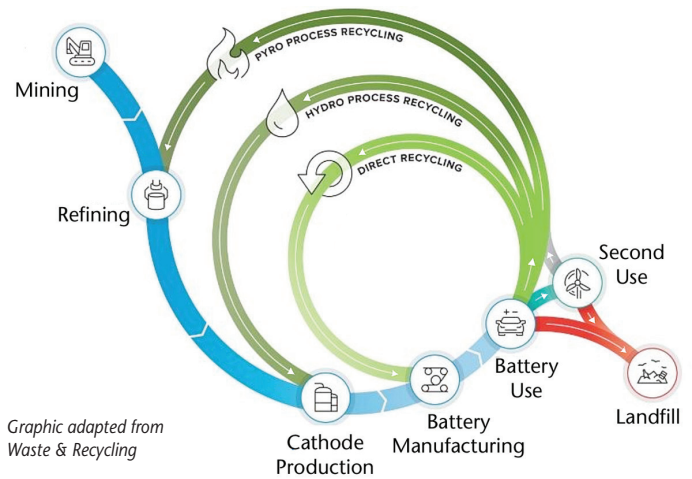 PYRO PROCESS RECYCLING
Mining
HYDRO PROCESS RECYCLING
DIRECT RECYCLING
Refining
Second
Use
Battery
Use
Landfill
Battery
Manufacturing
Cathode
Production
Graphic adapted from
Waste & Recycling